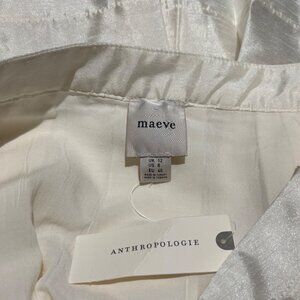 maeve
UK 12
US 8
EU 40
ANTHROPOLOGIE